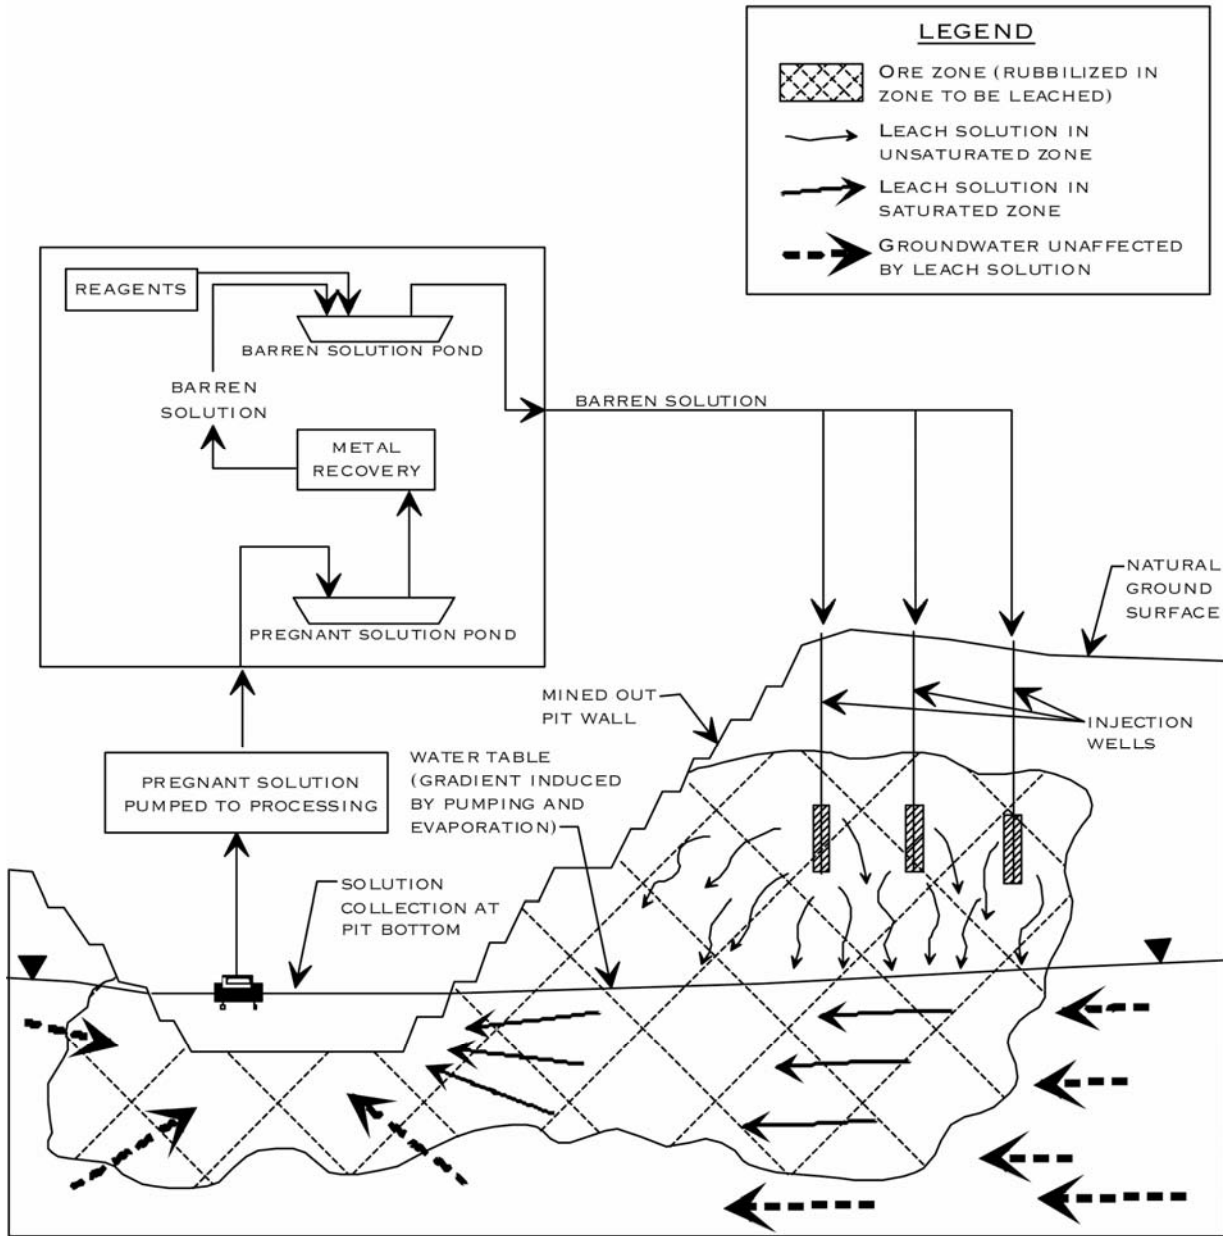 LEGEND
ORE ZONE (RUBBILIZED IN
ZONE TO BE LEACHED)
LEACH SOLUTION IN
UNSATURATED ZONE
LEACH SOLUTION IN
SATURATED ZONE
GROUNDWATER UNAFFECTED
BY LEACH SOLUTION
REAGENTS
BARREN SOLUTION POND
BARREN
SOLUTION
BARREN SOLUTION
METAL
RECOVERY
PREGNANT SOLUTION POND
NATURAL
GROUND
SURFACE
MINED OUT
PIT WALL
INJECTION
WELLS
WATER TABLE
(GRADIENT INDUCED
BY PUMPING AND
EVAPORATION)
PREGNANT SOLUTION
PUMPED TO PROCESSING
SOLUTION
COLLECTION AT
PIT BOTTOM